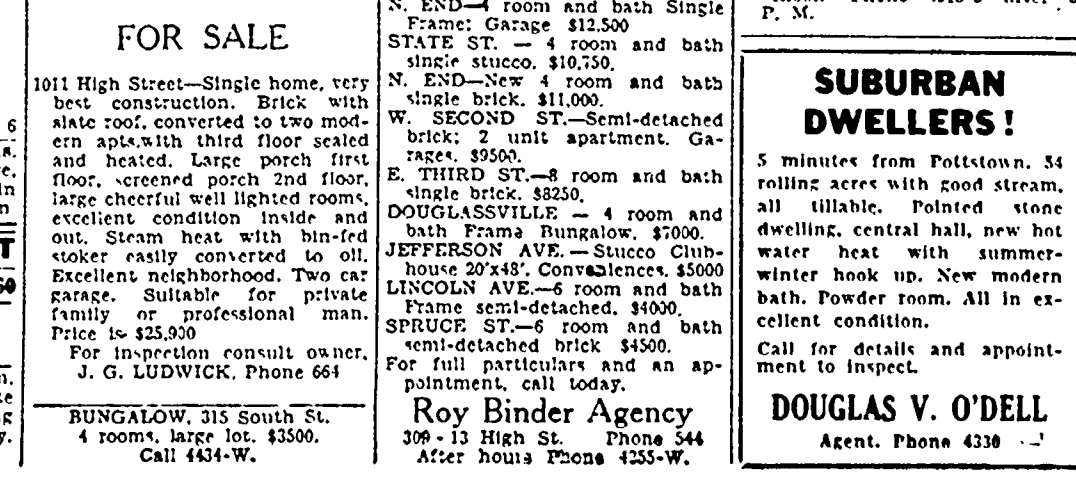 FOR SALE
1011 High Street—Single home, very
best construction. Brick with
slate roof, converted to two mod-
ern apts.with third floor sealed
and heated. Large porch first
floor, screened porch 2nd floor,
large cheerful well lighted rooms,
excellent condition inside and
out. Steam heat with bin-fed
stoker easily converted to oil.
Excellent neighborhood. Two car
garage. Suitable for private
family or professional man.
Price is $25,900
For inspection consult owner,
J. G. LUDWICK, Phone 664
BUNGALOW, 315 South St.
4 rooms, large lot. $3500.
Call 4434-W.
N. END—4 room and bath Single
Frame; Garage $12,500
STATE ST. — 4 room and bath
single stucco. $10,750.
N. END—New 4 room and bath
single brick. $11,000.
W. SECOND ST.—Semi-detached
brick; 2 unit apartment. Ga-
rages. $9500.
E. THIRD ST.—8 room and bath
single brick. $8250.
DOUGLASSVILLE — 4 room and
bath Frame Bungalow, $7000.
JEFFERSON AVE. — Stucco Club-
house 20'x48'. Conveniences. $5000
LINCOLN AVE.—6 room and bath
Frame semi-detached. $4000.
SPRUCE ST.—6 room and bath
semi-detached brick $4500.
For full particulars and an ap-
pointment, call today.
Roy Binder Agency
309 - 13 High St. Phone 544
After hours Phone 4255-W.
P. M.
SUBURBAN
DWELLERS!
5 minutes from Pottstown. 34
rolling acres with good stream,
all tillable. Pointed stone
dwelling, central hall, new hot
water heat with summer-
winter hook up. New modern
bath. Powder room. All in ex-
cellent condition.
Call for details and appoint-
ment to inspect.
DOUGLAS V. O'DELL
Agent. Phone 4330